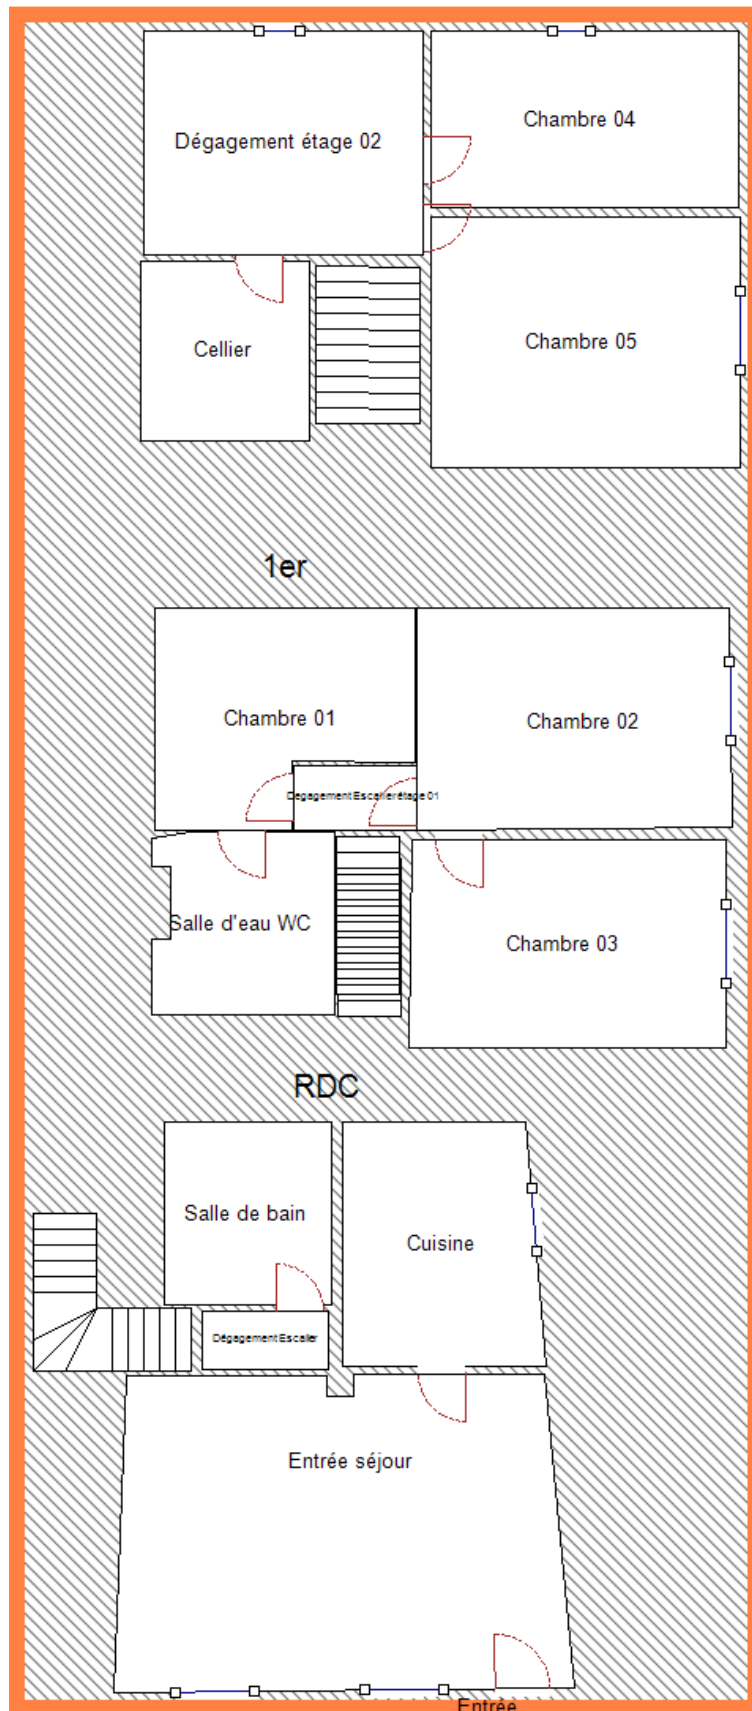 Chambre 04
Dégagement étage 02
Chambre 05
Cellier
1er
Chambre 01
Chambre 02
Dégagement Escalier étage 01
Salle d'eau WC
Chambre 03
RDC
Salle de bain
Cuisine
Dégagement Escalier
Entrée séjour
Entrée